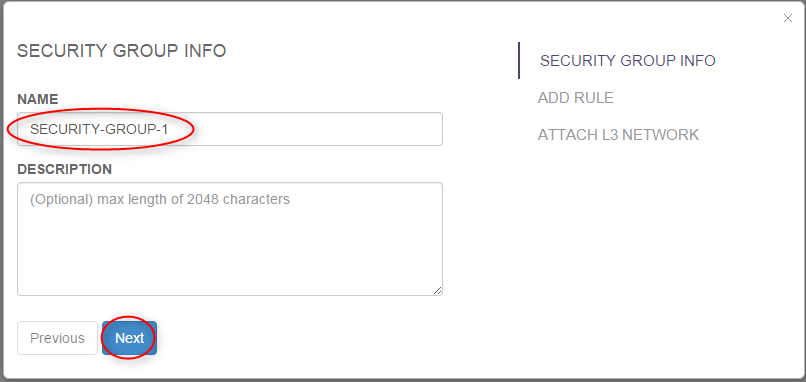 ×
SECURITY GROUP INFO
NAME
SECURITY-GROUP-1
DESCRIPTION
(Optional) max length of 2048 characters
Previous
Next
SECURITY GROUP INFO
ADD RULE
ATTACH L3 NETWORK